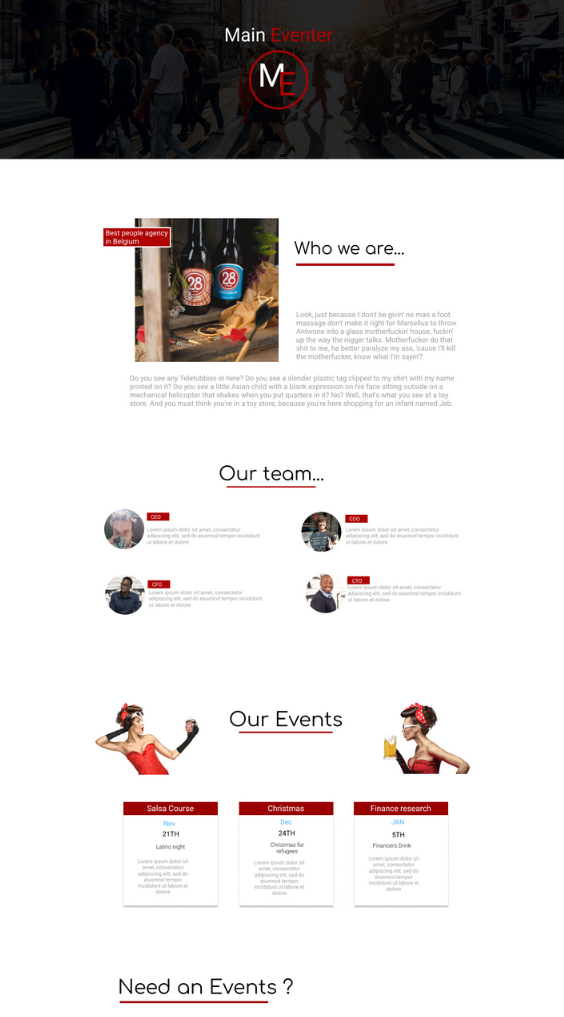 Main Eventer
ME
Best people agency
in Belgium
28
28
Who we are...
Look, just because I don't be givin' no man a foot
massage don't make it right for Marsellus to throw
Antwone into a glass motherfuckin' house, fuckin'
up the way the nigger talks. Motherfucker do that
shit to me, he better paralyze my ass, 'cause I'll kill
the motherfucker, know what I'm sayin'?
Do you see any Teletubbies in here? Do you see a slender plastic tag clipped to my shirt with my name
printed on it? Do you see a little Asian child with a blank expression on his face sitting outside on a
mechanical helicopter that shakes when you put quarters in it? No? Well, that's what you see at a toy
store. And you must think you're in a toy store, because you're here shopping for an infant named Jeb.
Our team...
CEO
Lorem ipsum dolor sit amet, consectetur
adipiscing elit, sed do eiusmod tempor incididunt
ut labore et dolore
COO
Lorem ipsum dolor sit amet, consectetur
adipiscing elit, sed do eiusmod tempor incididunt
ut labore et dolore
CFO
Lorem ipsum dolor sit amet, consectetur
adipiscing elit, sed do eiusmod tempor incididunt
ut labore et dolore
CTO
Lorem ipsum dolor sit amet, consectetur
adipiscing elit, sed do eiusmod tempor incididunt
ut labore et dolore
Our Events
Salsa Course
Nov
21TH
Latino night
Lorem ipsum dolor sit
amet, consectetur
adipiscing elit, sed do
eiusmod tempor
incididunt ut labore et
dolore
Christmas
Dec
24TH
Christmas for
refugees
Lorem ipsum dolor sit
amet, consectetur
adipiscing elit, sed do
eiusmod tempor
incididunt ut labore et
dolore
Finance research
JAN
5TH
Financers Drink
Lorem ipsum dolor sit
amet, consectetur
adipiscing elit, sed do
eiusmod tempor
incididunt ut labore et
dolore
Need an Events ?